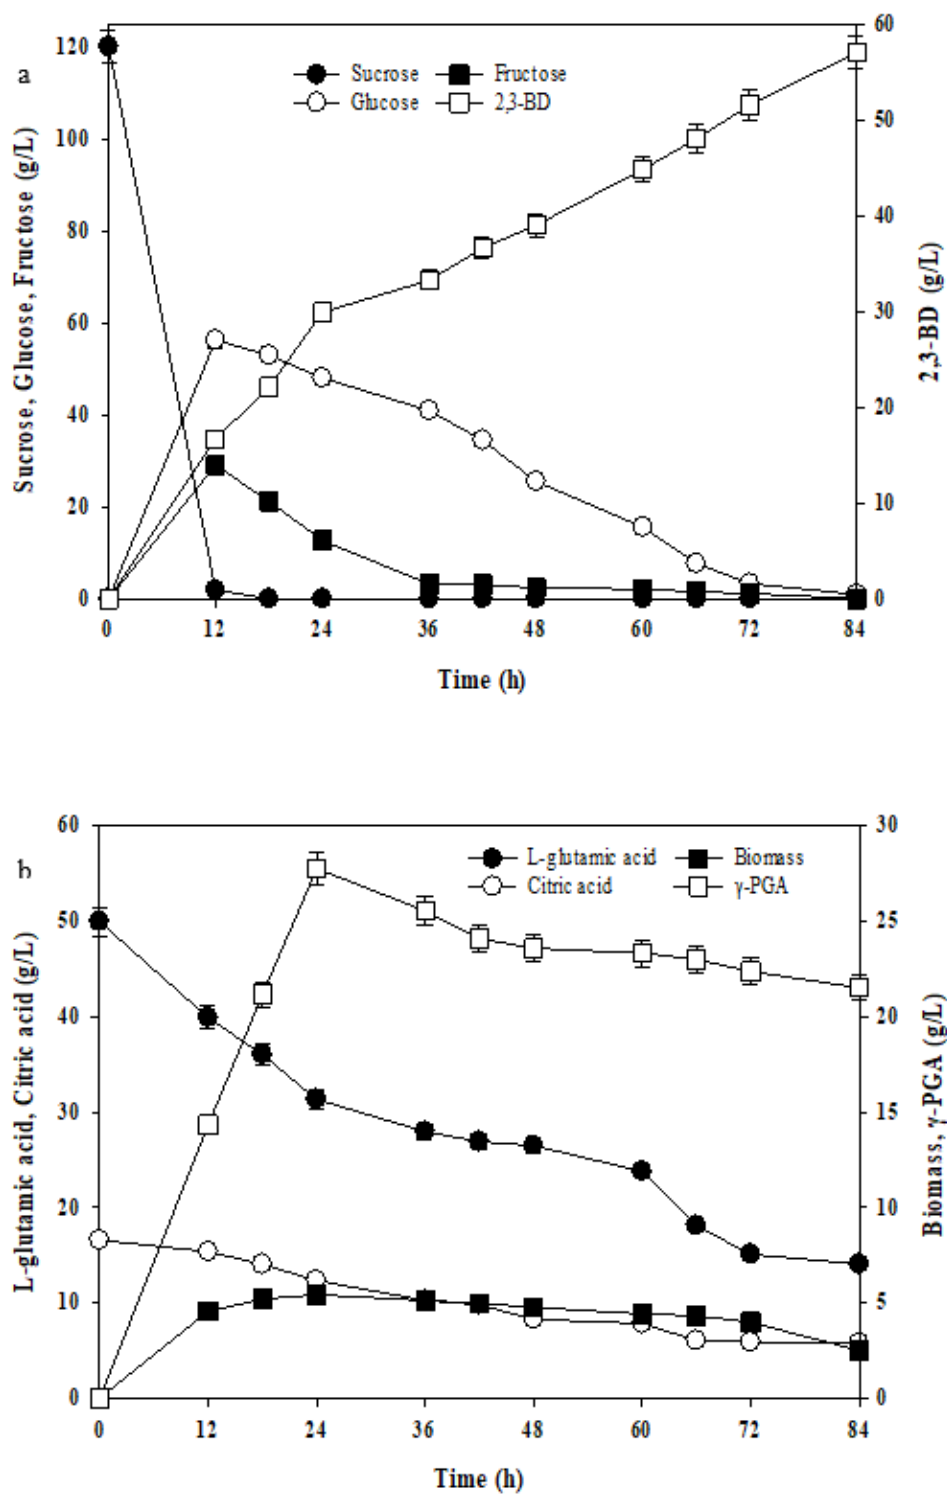 a
Sucrose Fructose
Glucose 2,3-BD
Sucrose, Glucose, Fructose (g/L)
120
100
80
60
40
20
0
60
50
40
30
20
10
0
2,3-BD (g/L)
0 12 24 36 48 60 72 84
Time (h)
b
L-glutamic acid Biomass
Citric acid γ-PGA
L-glutamic acid, Citric acid (g/L)
60
50
40
30
20
10
0
30
25
20
15
10
5
0
Biomass, γ-PGA (g/L)
0 12 24 36 48 60 72 84
Time (h)